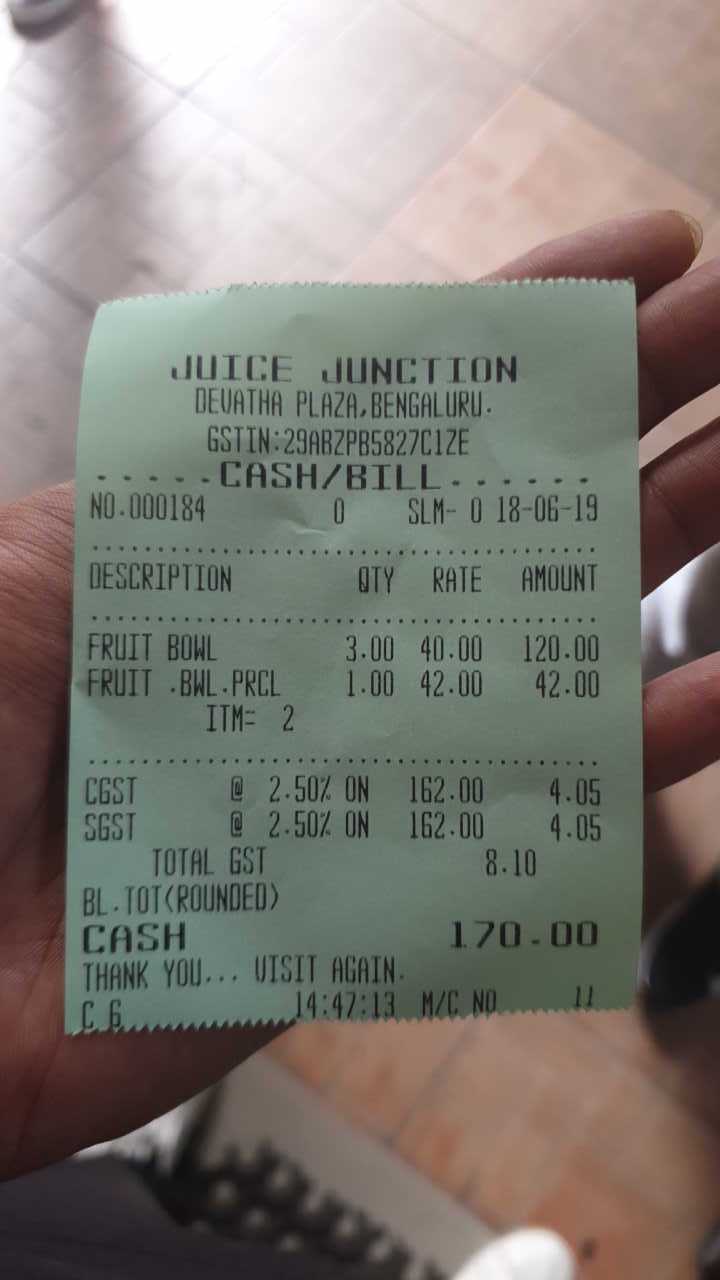 JUICE JUNCTION
DEVATHA PLAZA,BENGALURU.
GSTIN:29ABZPB5827C1ZE
.....CASH/BILL......
NO.000184 0 SLM- 0 18-06-19
DESCRIPTION QTY RATE AMOUNT
FRUIT BOWL 3.00 40.00 120.00
FRUIT .BWL.PRCL 1.00 42.00 42.00
ITM= 2
CGST @ 2.50% ON 162.00 4.05
SGST @ 2.50% ON 162.00 4.05
TOTAL GST 8.10
BL.TOT(ROUNDED)
CASH 170.00
THANK YOU... VISIT AGAIN.
C 6 14:47:13 M/C NO 11